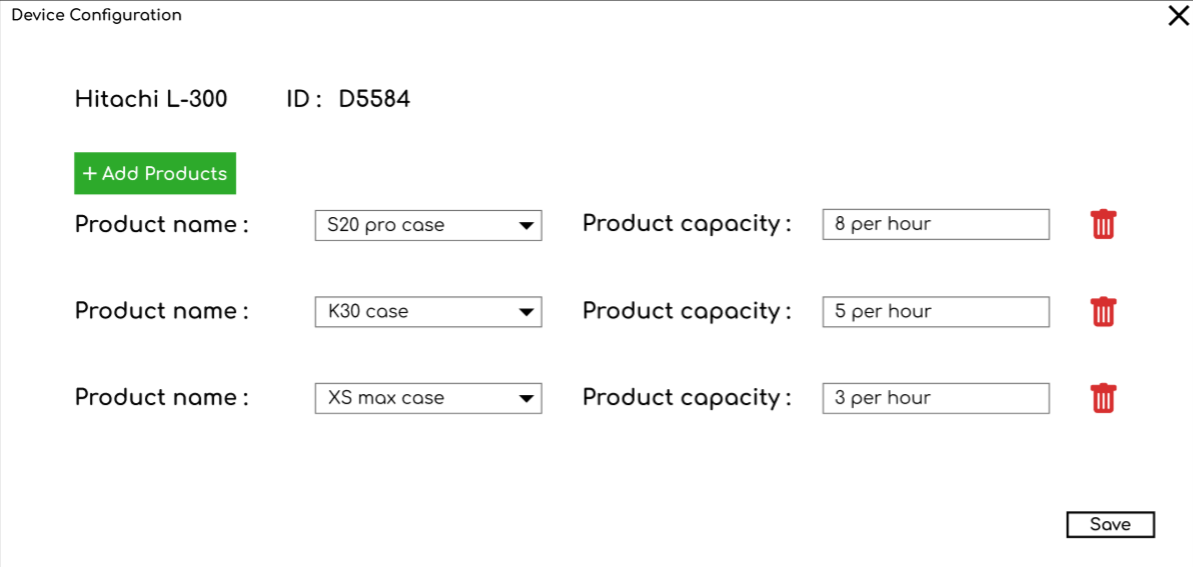 Device Configuration
Hitachi L-300 ID : D5584
+ Add Products
Product name : S20 pro case Product capacity : 8 per hour
Product name : K30 case Product capacity : 5 per hour
Product name : XS max case Product capacity : 3 per hour
Save